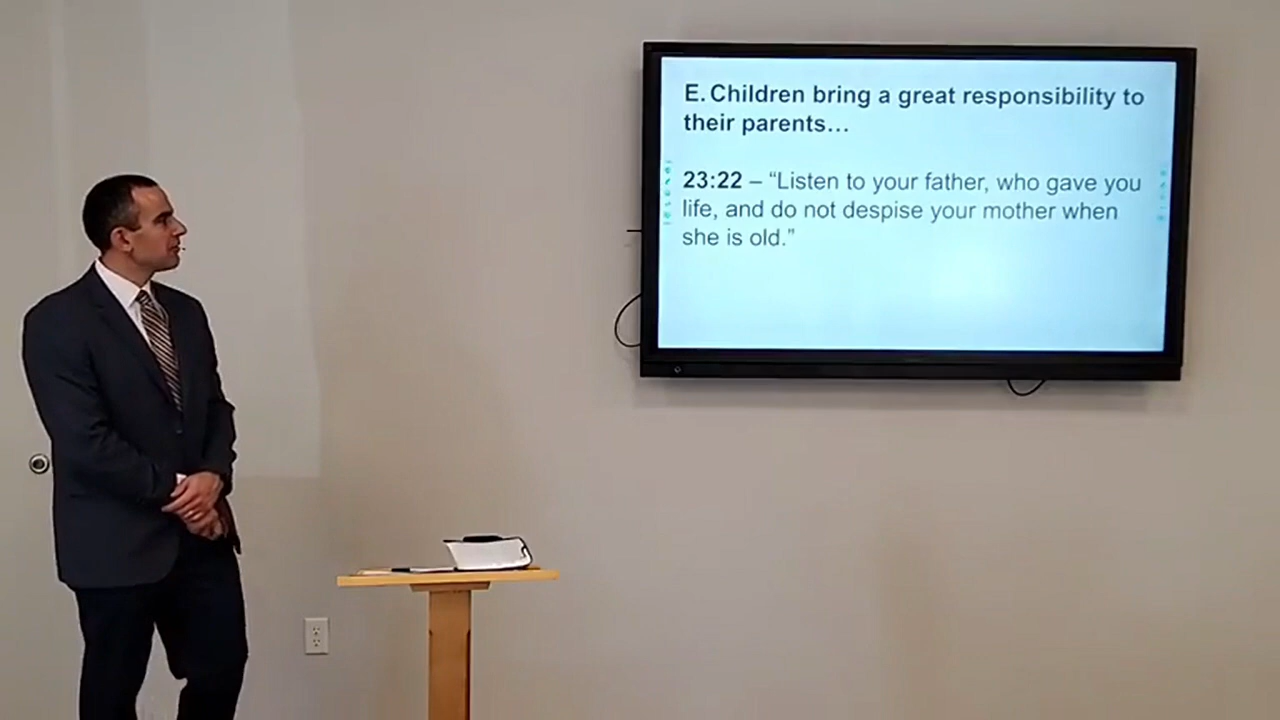 E. Children bring a great responsibility to
their parents…
23:22 – “Listen to your father, who gave you
life, and do not despise your mother when
she is old.”